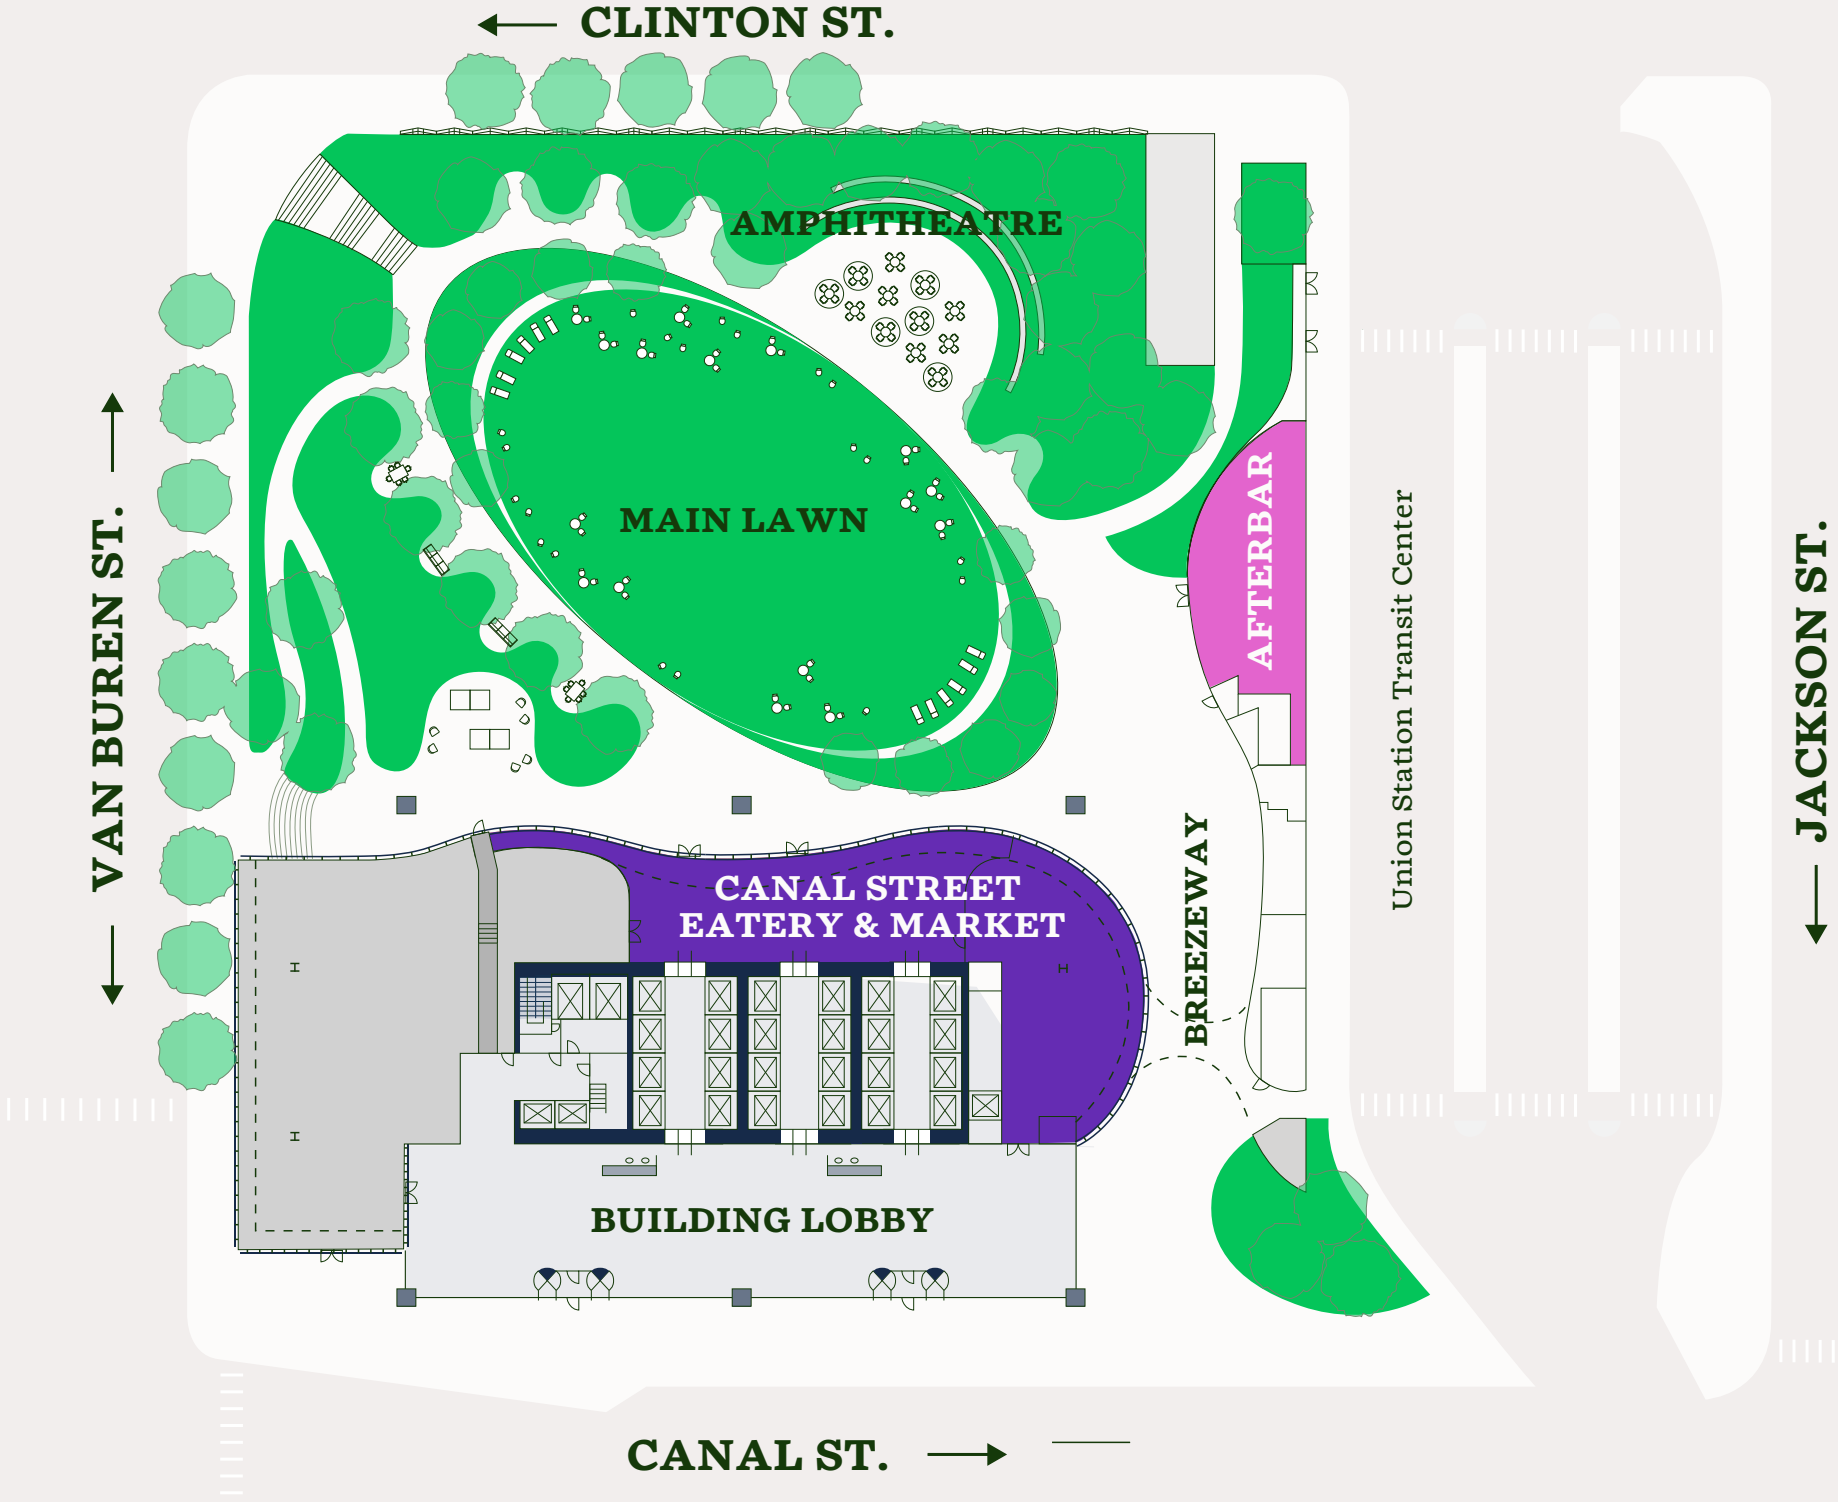 CLINTON ST.
AMPHITHEATRE
MAIN LAWN
AFTERBAR
VAN BUREN ST.
Union Station Transit Center
JACKSON ST.
CANAL STREET
EATERY & MARKET
BREEZEWAY
BUILDING LOBBY
CANAL ST.